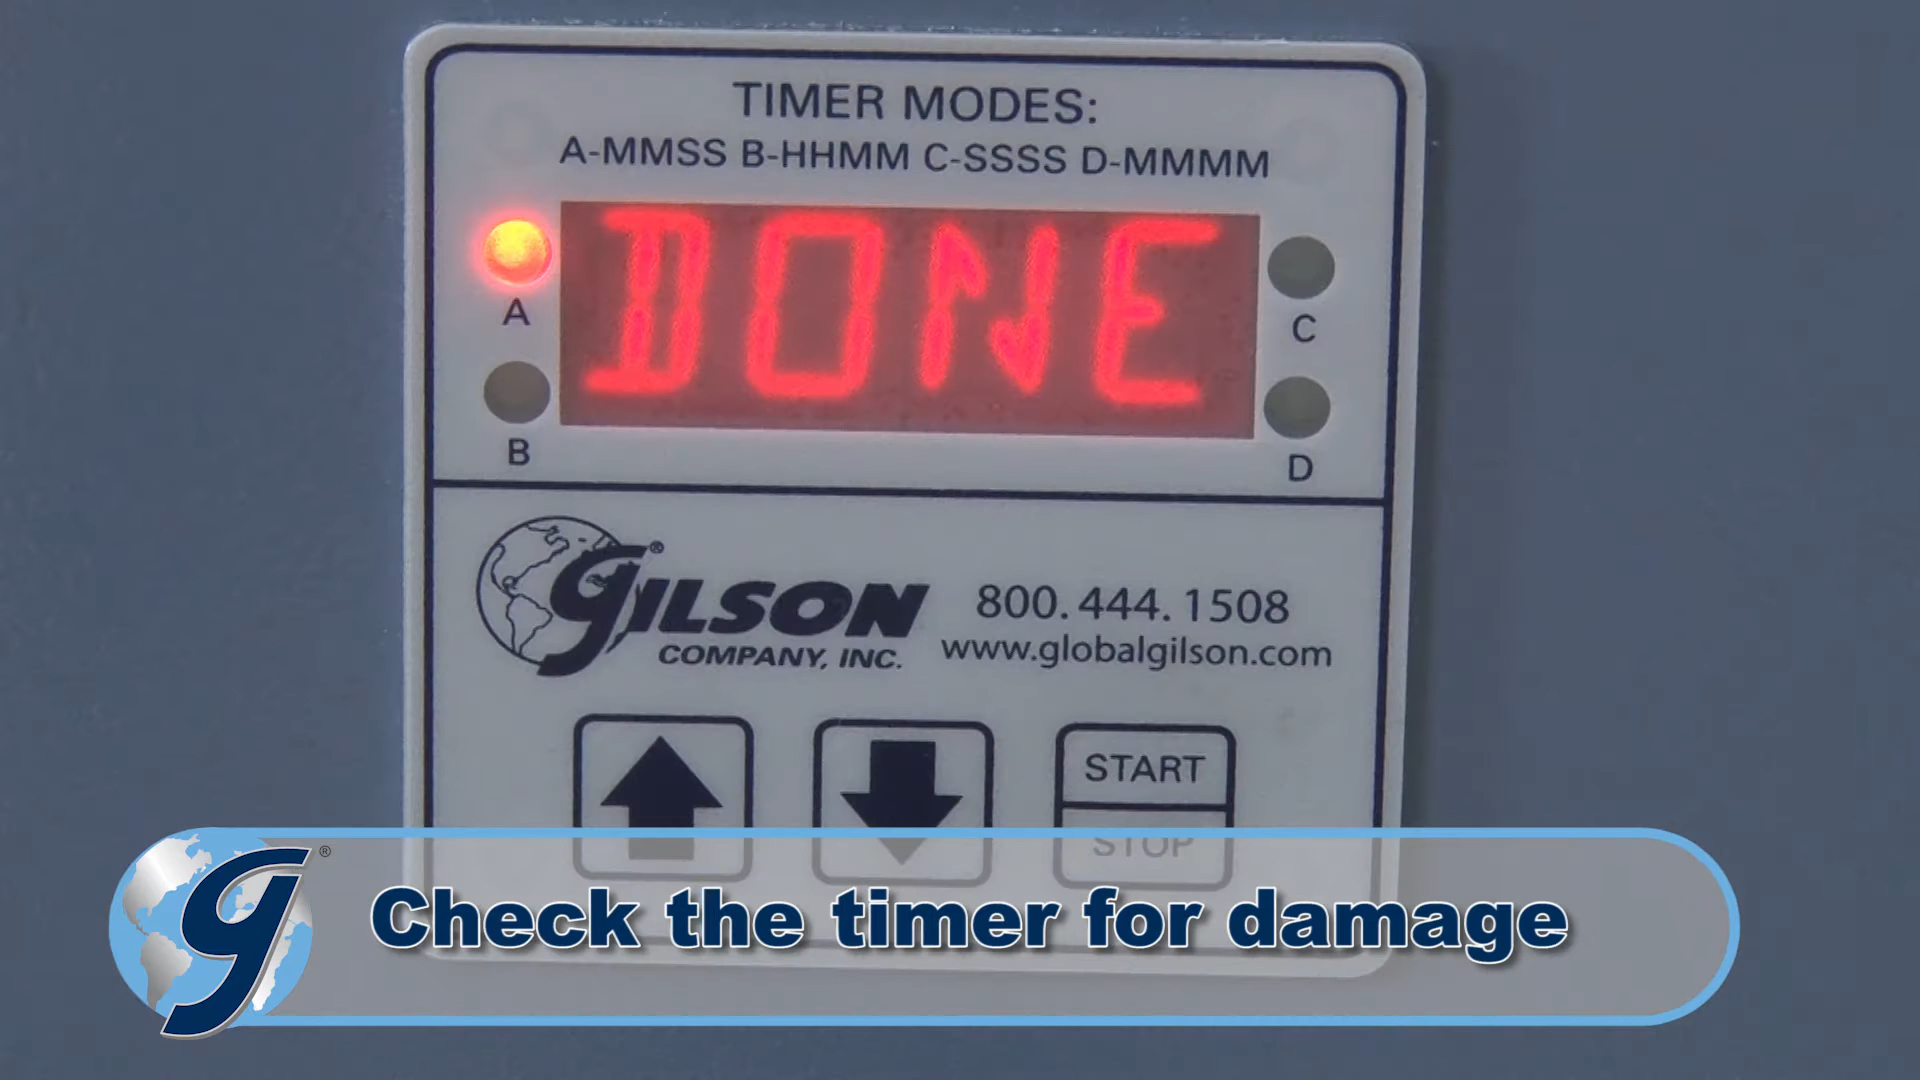 TIMER MODES:
A-MMSS B-HHMM C-SSSS D-MMMM
DONE
A
C
B
D
GILSON®
COMPANY, INC.
800.444.1508
www.globalgilson.com
START
STOP
g®
Check the timer for damage